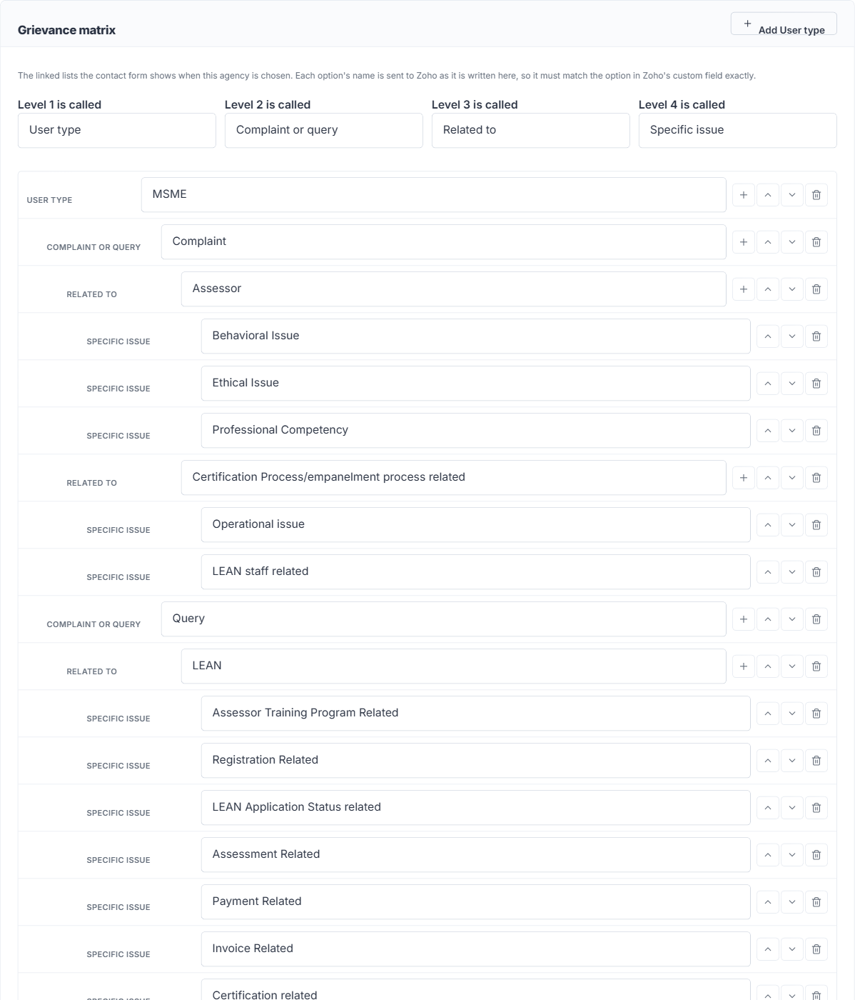 Grievance matrix
+ Add User type
The linked lists the contact form shows when this agency is chosen. Each option's name is sent to Zoho as it is written here, so it must match the option in Zoho's custom field exactly.
Level 1 is called Level 2 is called Level 3 is called Level 4 is called
User type Complaint or query Related to Specific issue
USER TYPE MSME
COMPLAINT OR QUERY Complaint
RELATED TO Assessor
SPECIFIC ISSUE Behavioral Issue
SPECIFIC ISSUE Ethical Issue
SPECIFIC ISSUE Professional Competency
RELATED TO Certification Process/empanelment process related
SPECIFIC ISSUE Operational issue
SPECIFIC ISSUE LEAN staff related
COMPLAINT OR QUERY Query
RELATED TO LEAN
SPECIFIC ISSUE Assessor Training Program Related
SPECIFIC ISSUE Registration Related
SPECIFIC ISSUE LEAN Application Status related
SPECIFIC ISSUE Assessment Related
SPECIFIC ISSUE Payment Related
SPECIFIC ISSUE Invoice Related
SPECIFIC ISSUE Certification related